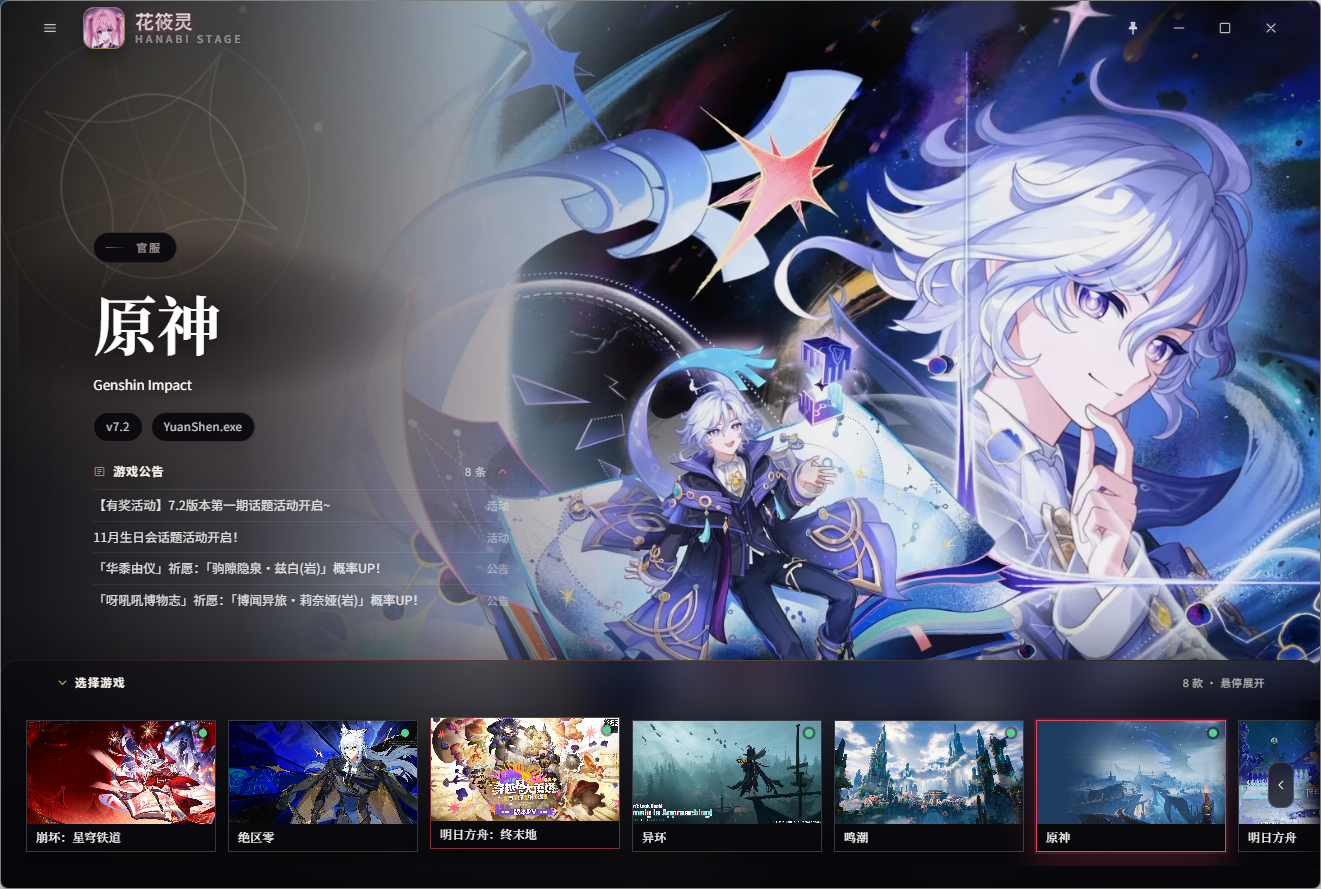 花筱灵
HANABI STAGE
官服
原神
Genshin Impact
v7.2
YuanShen.exe
游戏公告
8 条
【有奖活动】7.2版本第一期话题活动开启~
活动
11月生日会话题活动开启!
活动
「华黍由仪」祈愿:「驹隙隐泉·兹白(岩)」概率UP!
公告
「呀吼吼博物志」祈愿:「博闻异旅·莉奈娅(岩)」概率UP!
公告
选择游戏
8 款 · 悬停展开
崩坏:星穹铁道
绝区零
版本PV
明日方舟:终末地
异环
鸣潮
原神
明日方舟